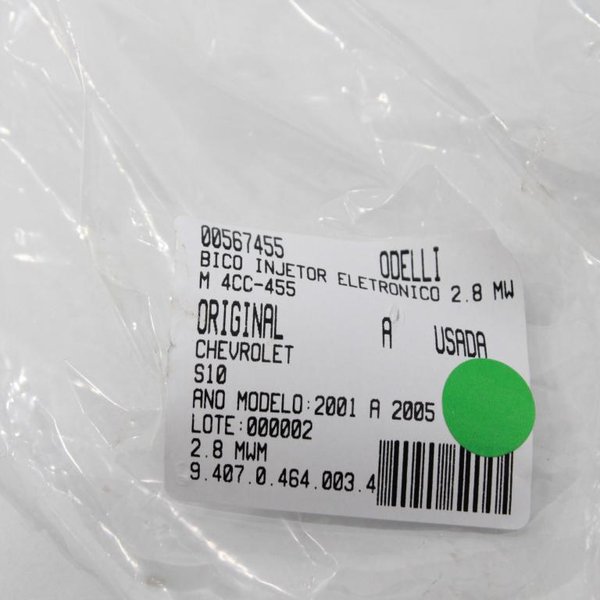 00567455 ODELLI
BICO INJETOR ELETRONICO 2.8 MW
M 4CC-455
ORIGINAL A USADA
CHEVROLET
S10
ANO MODELO:2001 A 2005
LOTE:000002
2.8 MWM
9.407.0.464.003.4